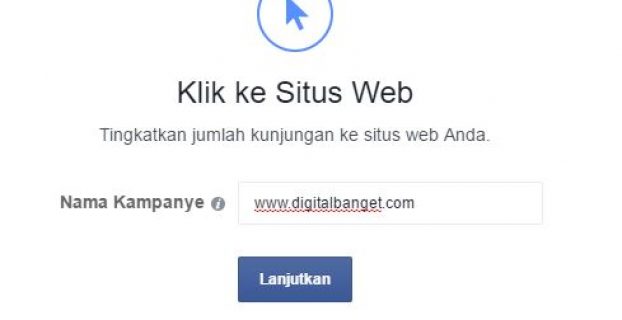 Klik ke Situs Web
Tingkatkan jumlah kunjungan ke situs web Anda.
Nama Kampanye
www.digitalbanget.com
Lanjutkan